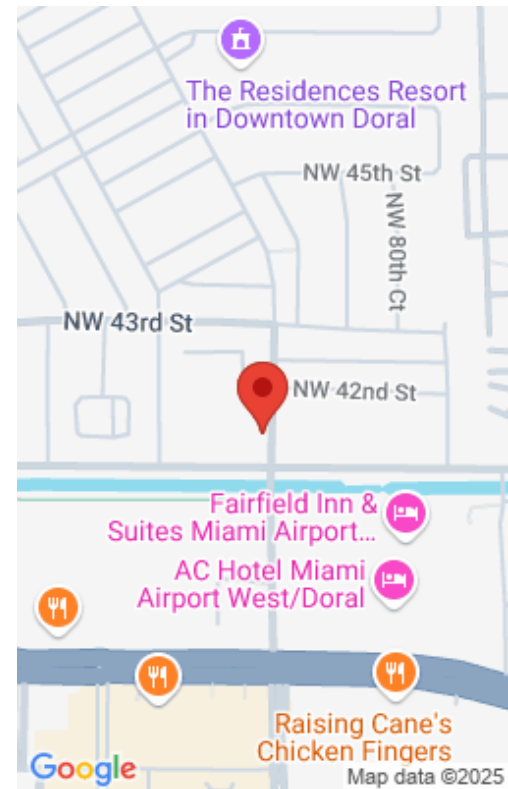 The Residences Resort
in Downtown Doral
NW 45th St
NW 80th Ct
NW 43rd St
NW 42nd St
Fairfield Inn &
Suites Miami Airport...
AC Hotel Miami
Airport West/Doral
Raising Cane's
Chicken Fingers
Google
Map data ©2025